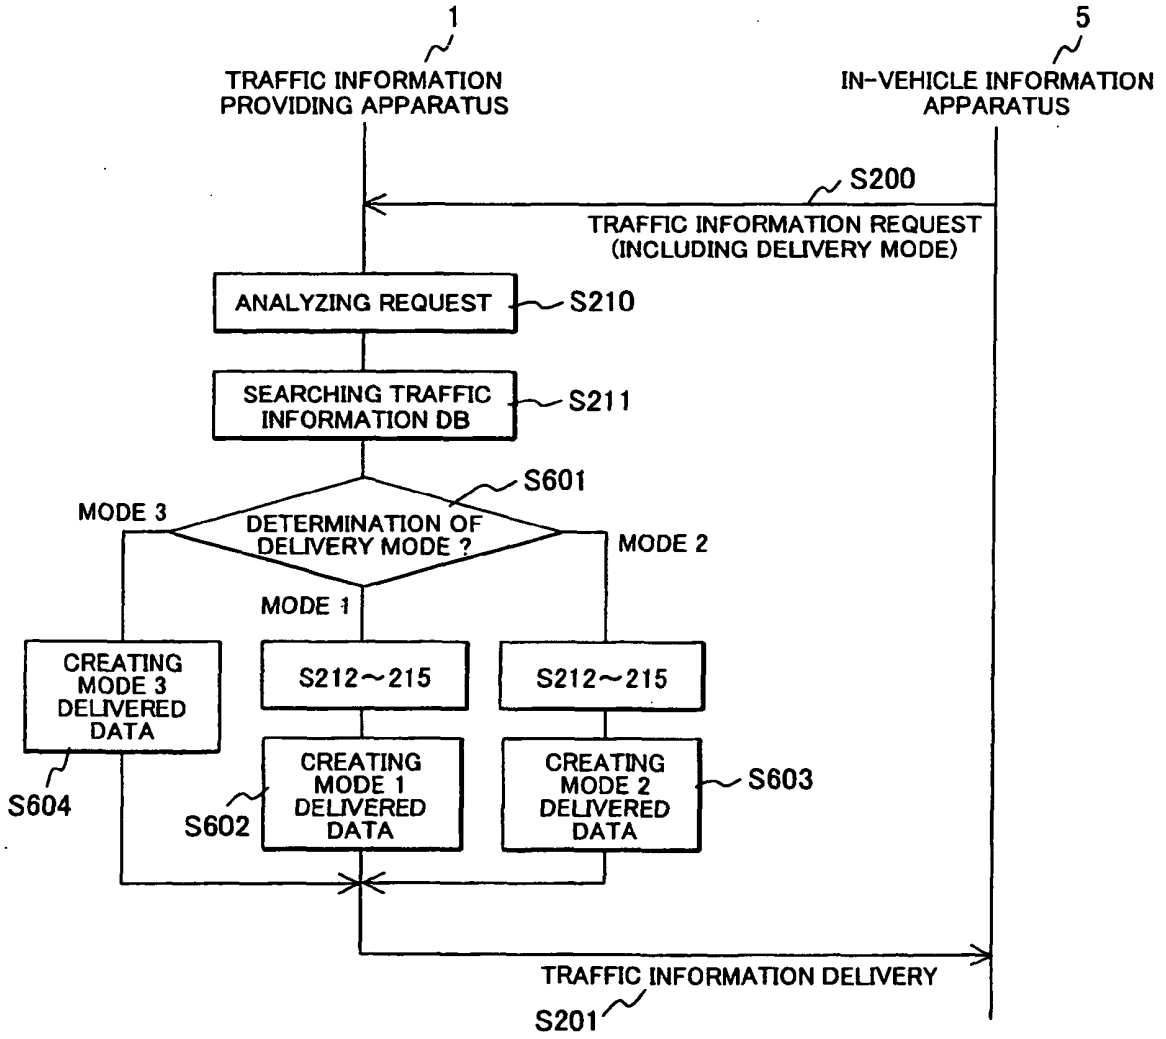 1
5
TRAFFIC INFORMATION
PROVIDING APPARATUS
IN-VEHICLE INFORMATION
APPARATUS
S200
TRAFFIC INFORMATION REQUEST
(INCLUDING DELIVERY MODE)
ANALYZING REQUEST
S210
SEARCHING TRAFFIC
INFORMATION DB
S211
S601
MODE 3
DETERMINATION OF
DELIVERY MODE ?
MODE 2
MODE 1
CREATING
MODE 3
DELIVERED
DATA
S212~215
S212~215
S604
S602
CREATING
MODE 1
DELIVERED
DATA
CREATING
MODE 2
DELIVERED
DATA
S603
TRAFFIC INFORMATION DELIVERY
S201